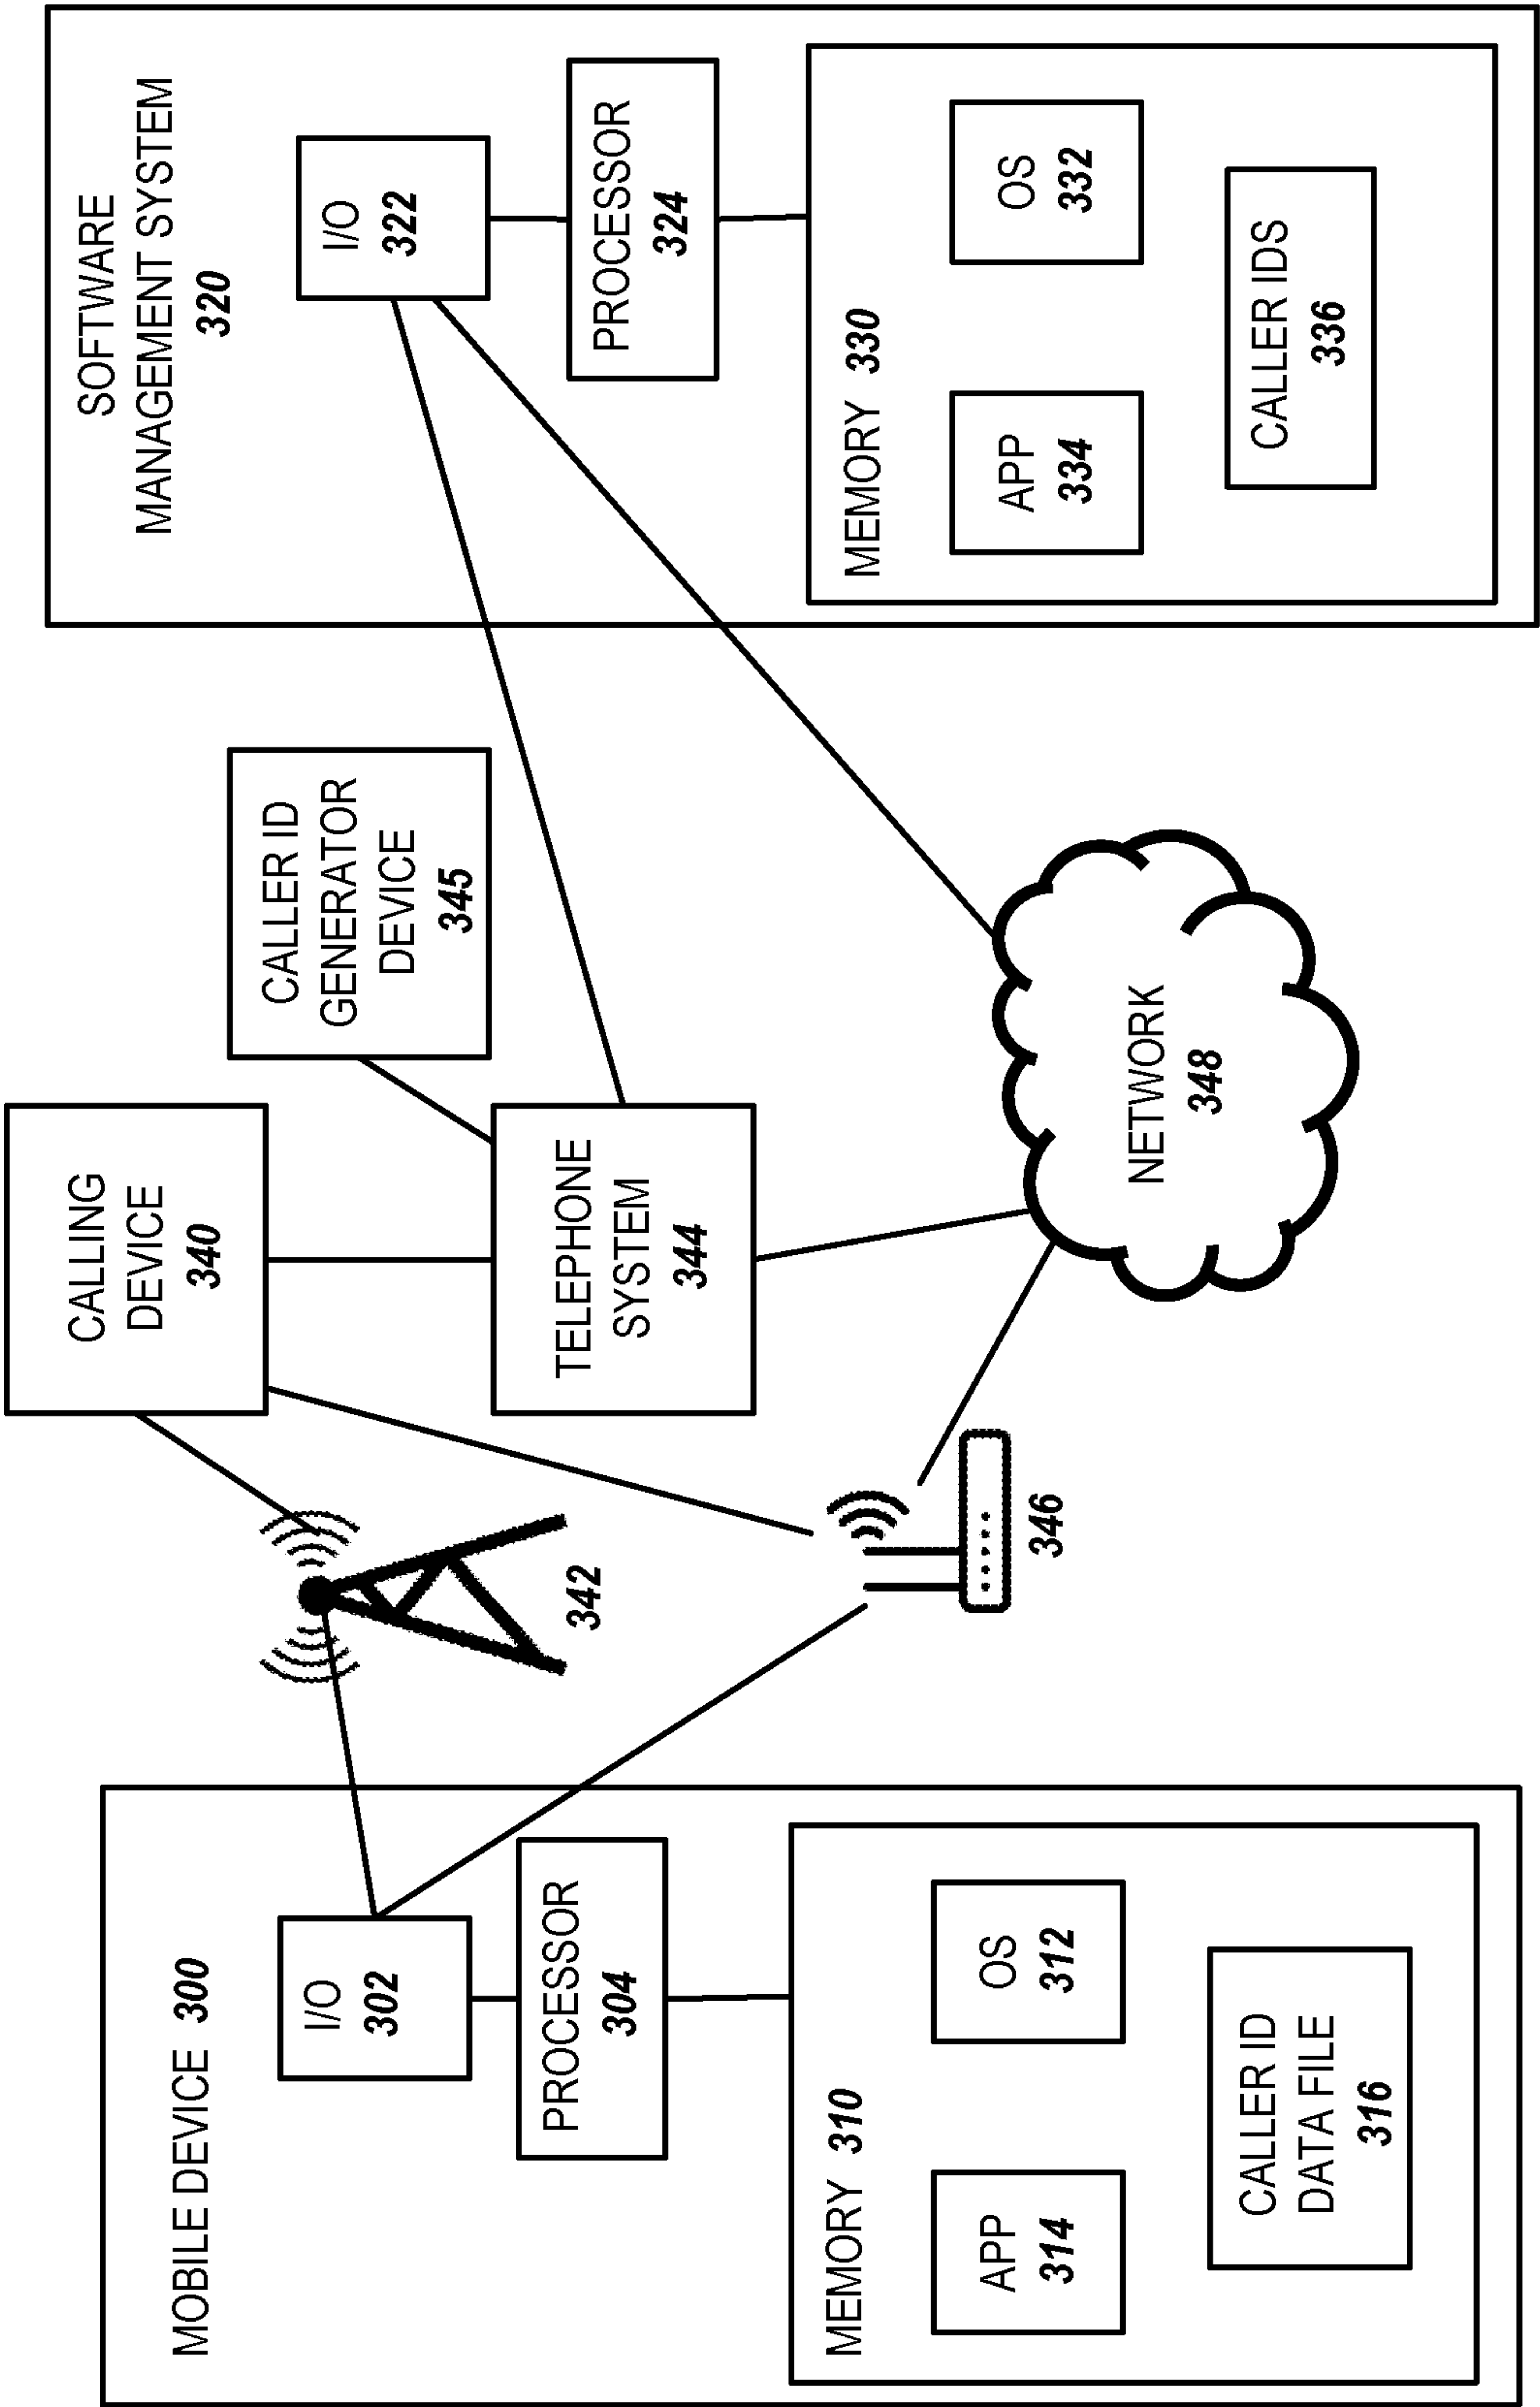 MOBILE DEVICE 300
I/O
302
PROCESSOR
304
MEMORY 310
APP
314
OS
312
CALLER ID
DATA FILE
316
342
346
CALLING
DEVICE
340
TELEPHONE
SYSTEM
344
CALLER ID
GENERATOR
DEVICE
345
NETWORK
348
SOFTWARE
MANAGEMENT SYSTEM
320
I/O
322
PROCESSOR
324
MEMORY 330
APP
334
OS
332
CALLER IDS
336